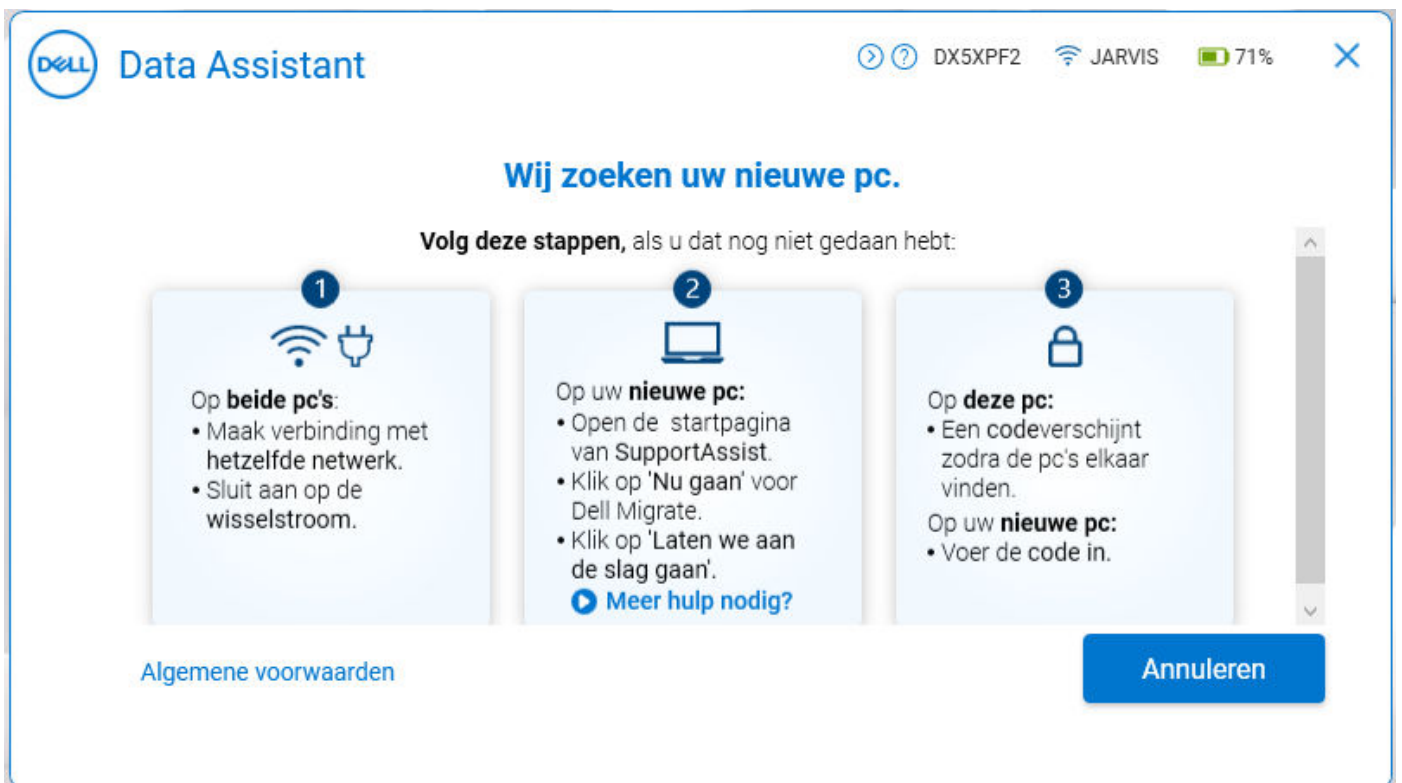 DELL
Data Assistant
DX5XPF2 JARVIS 71%
Wij zoeken uw nieuwe pc.
Volg deze stappen, als u dat nog niet gedaan hebt:
1
Op beide pc's:
• Maak verbinding met
hetzelfde netwerk.
• Sluit aan op de
wisselstroom.
2
Op uw nieuwe pc:
• Open de startpagina
van SupportAssist.
• Klik op 'Nu gaan' voor
Dell Migrate.
• Klik op 'Laten we aan
de slag gaan'.
Meer hulp nodig?
3
Op deze pc:
• Een codeverschijnt
zodra de pc's elkaar
vinden.
Op uw nieuwe pc:
• Voer de code in.
Algemene voorwaarden
Annuleren